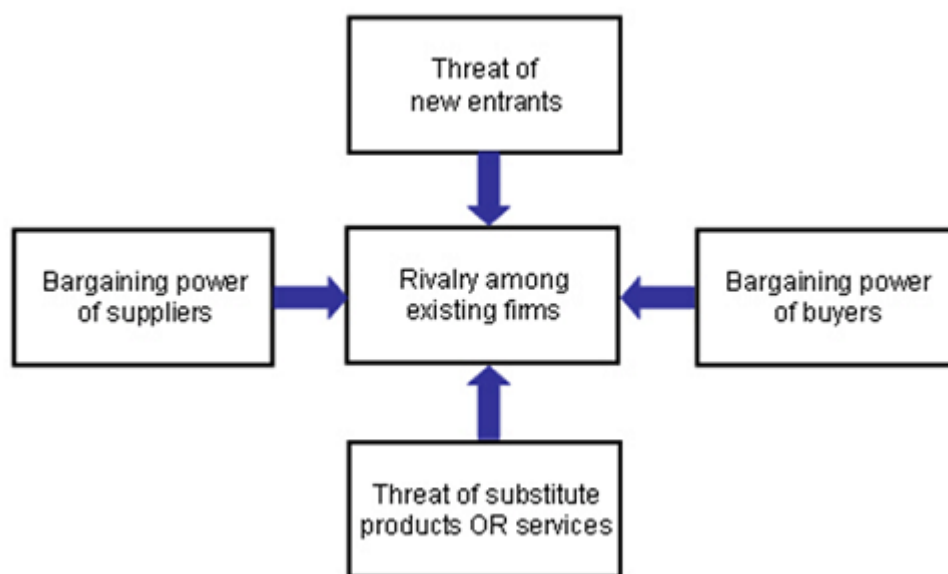 Threat of
new entrants
Bargaining power
of suppliers
Rivalry among
existing firms
Bargaining power
of buyers
Threat of substitute
products OR services